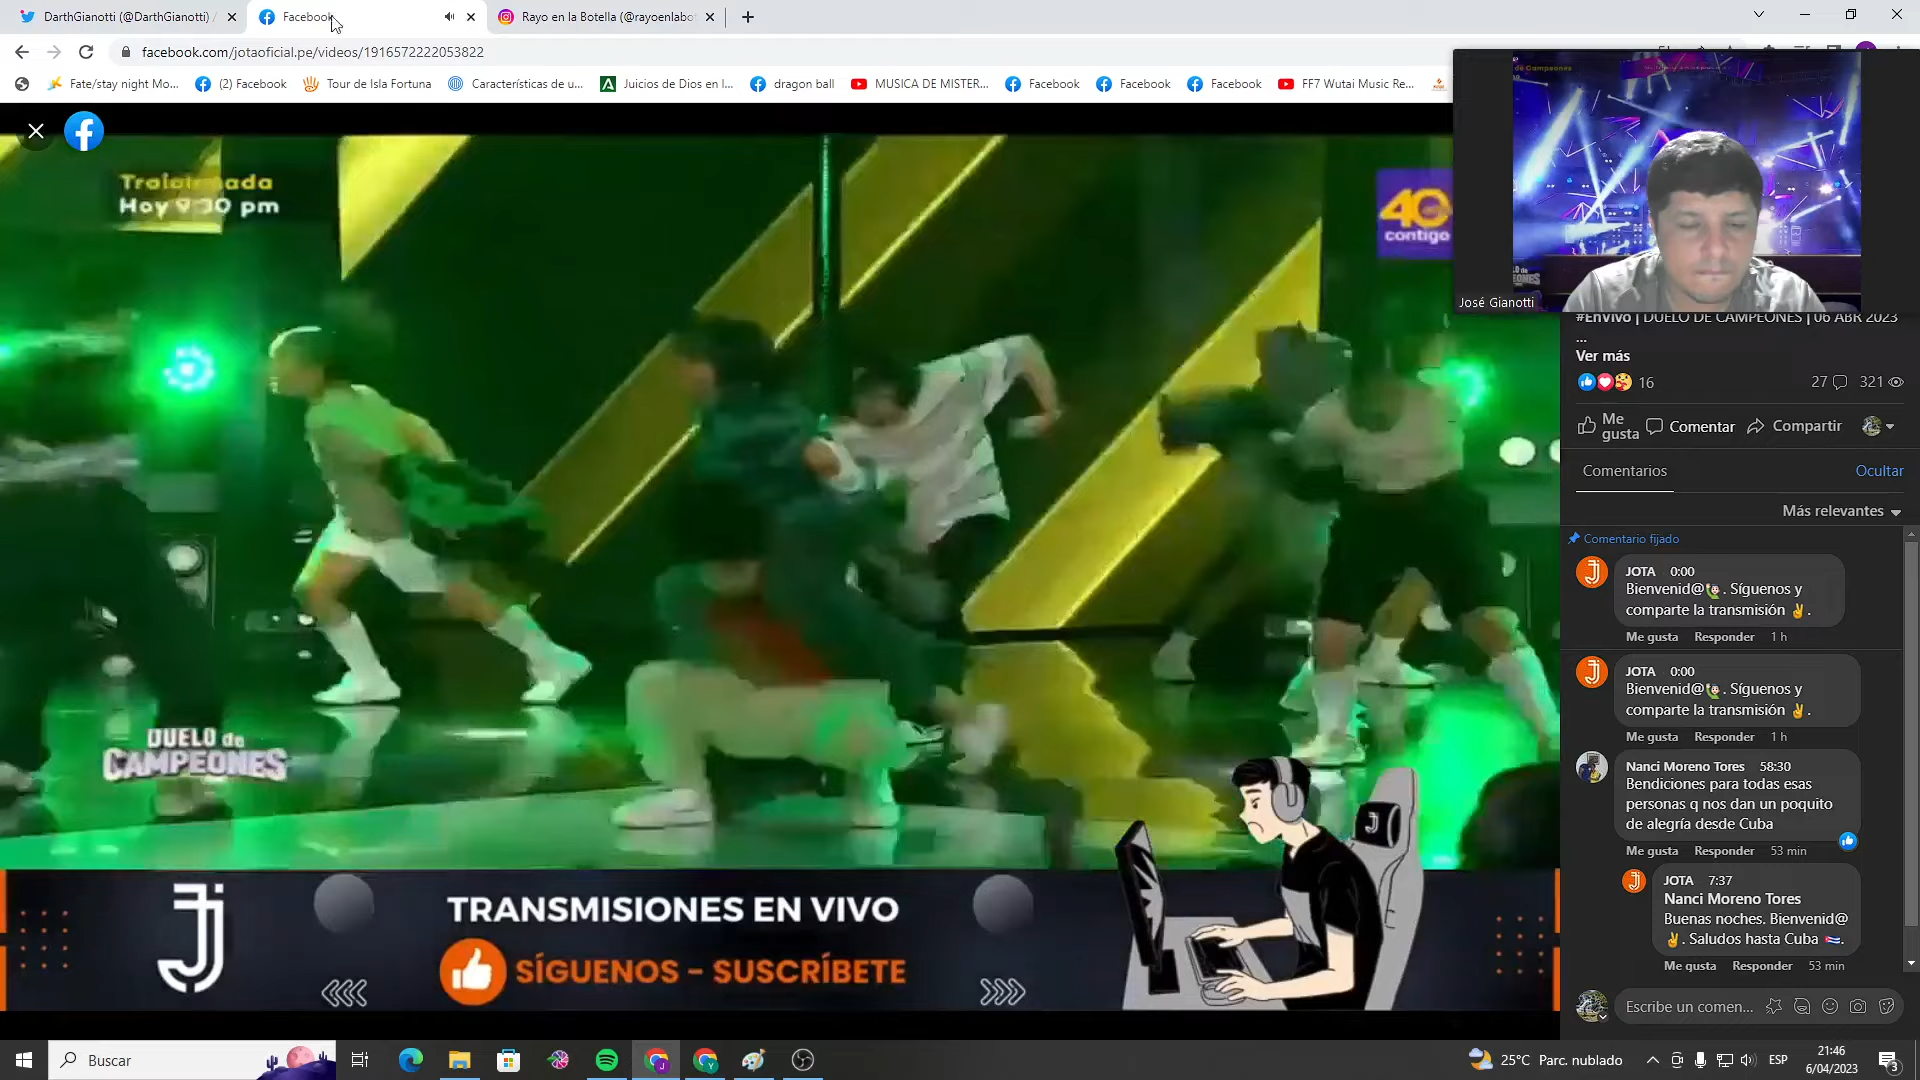 DarthGianotti (@DarthGianotti) /
Facebook
Rayo en la Botella (@rayoenlabo
facebook.com/jotaoficial.pe/videos/1916572222053822
Fate/stay night Mo...
(2) Facebook
Tour de Isla Fortuna
Características de u...
Juicios de Dios en l...
dragon ball
MUSICA DE MISTER...
Facebook
Facebook
Facebook
FF7 Wutai Music Re...
Hoy 9:30 pm
40
contigo
José Gianotti
#EnVivo | DUELO DE CAMPEONES | 06 ABR 2023
...
Ver más
16
27
321
Me gusta
Comentar
Compartir
Comentarios
Ocultar
Más relevantes
Comentario fijado
JOTA 0:00
Bienvenid@🙋🏻‍♂️. Síguenos y
comparte la transmisión ✌️.
Me gusta Responder 1 h
JOTA 0:00
Bienvenid@🙋🏻‍♂️. Síguenos y
comparte la transmisión ✌️.
Me gusta Responder 1 h
Nanci Moreno Tores 58:30
Bendiciones para todas esas
personas q nos dan un poquito
de alegría desde Cuba
Me gusta Responder 53 min
JOTA 7:37
Nanci Moreno Tores
Buenas noches. Bienvenid@
✌️. Saludos hasta Cuba 🇨🇺.
Me gusta Responder 53 min
Escribe un comen...
DUELO de
CAMPEONES
TRANSMISIONES EN VIVO
SÍGUENOS - SUSCRÍBETE
Buscar
25°C Parc. nublado
ESP
21:46
6/04/2023
3